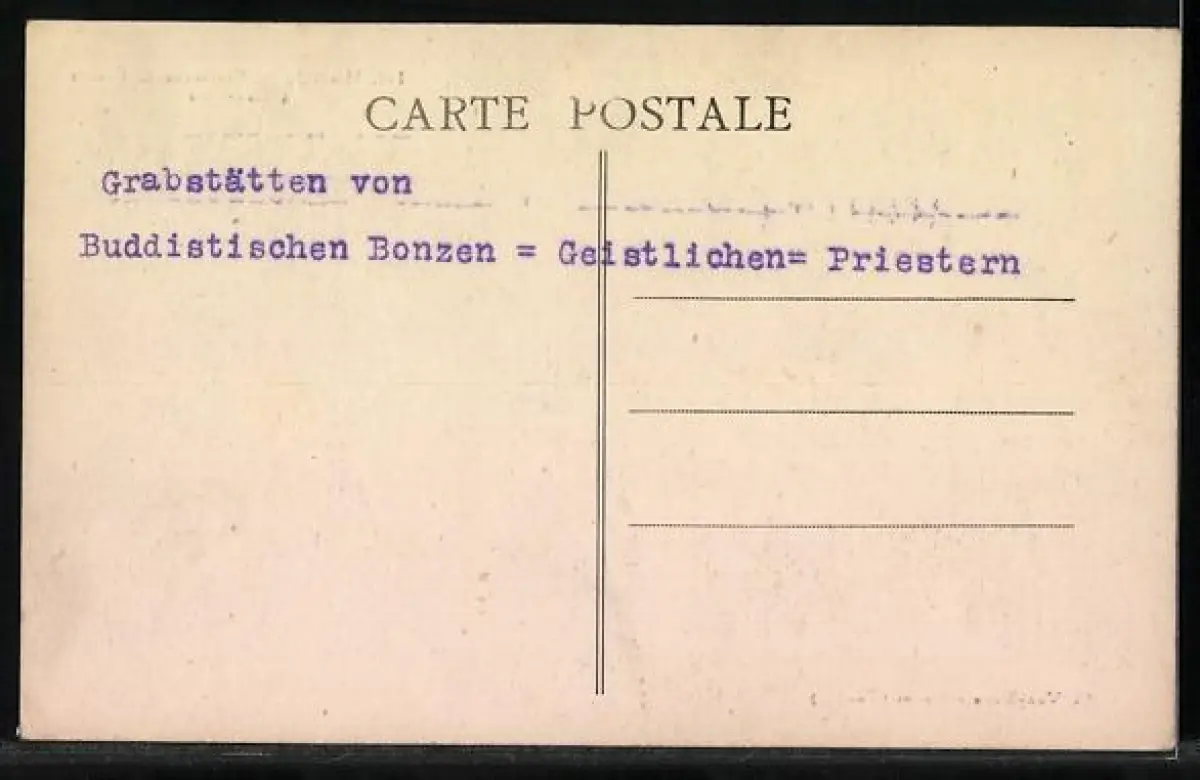 CARTE POSTALE
Grabstätten von
Buddistischen Bonzen = Geistlichen= Priestern